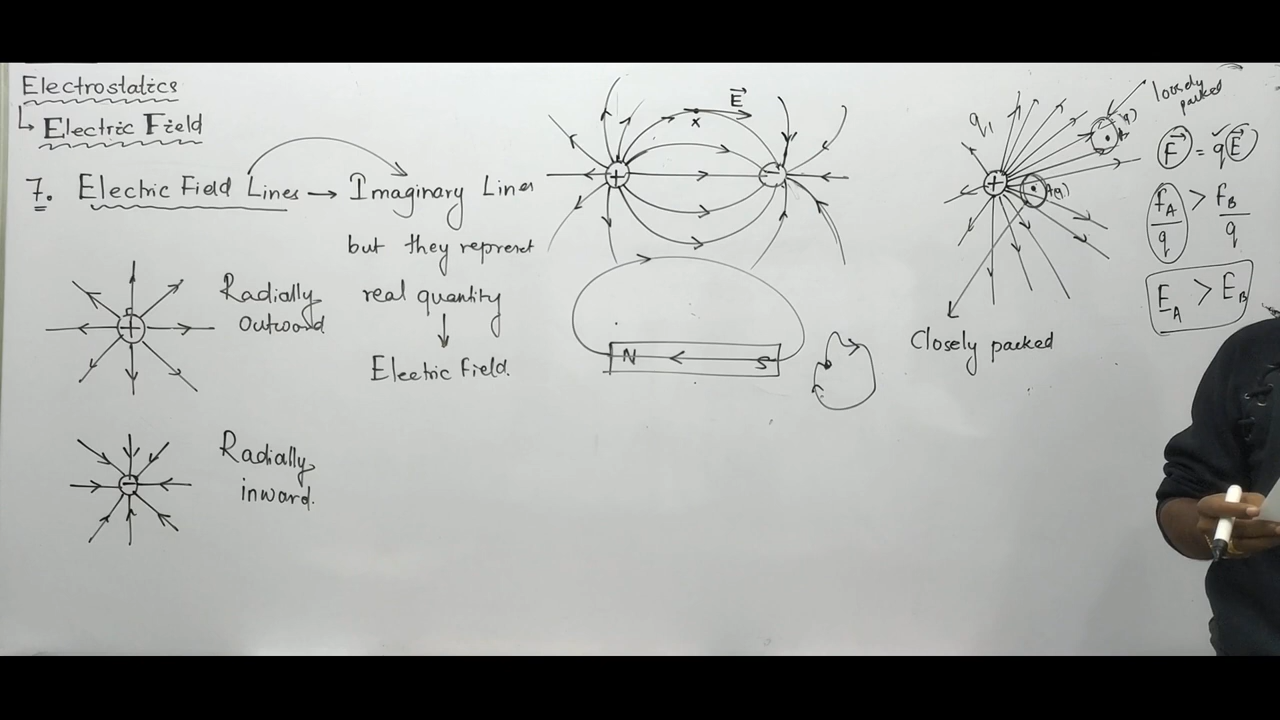 Electrostatics
↳ Electric Field
7. Electric Field Lines → Imaginary Lines
but they represet
real quantity
↓
Electric Field.
+
Radially
Outward
-
Radially
inward.
E
x
+
-
N
S
q1
+
loosely
packed
B
A(q)
Closely packed
F = qE
fA/q > fB/q
EA > EB